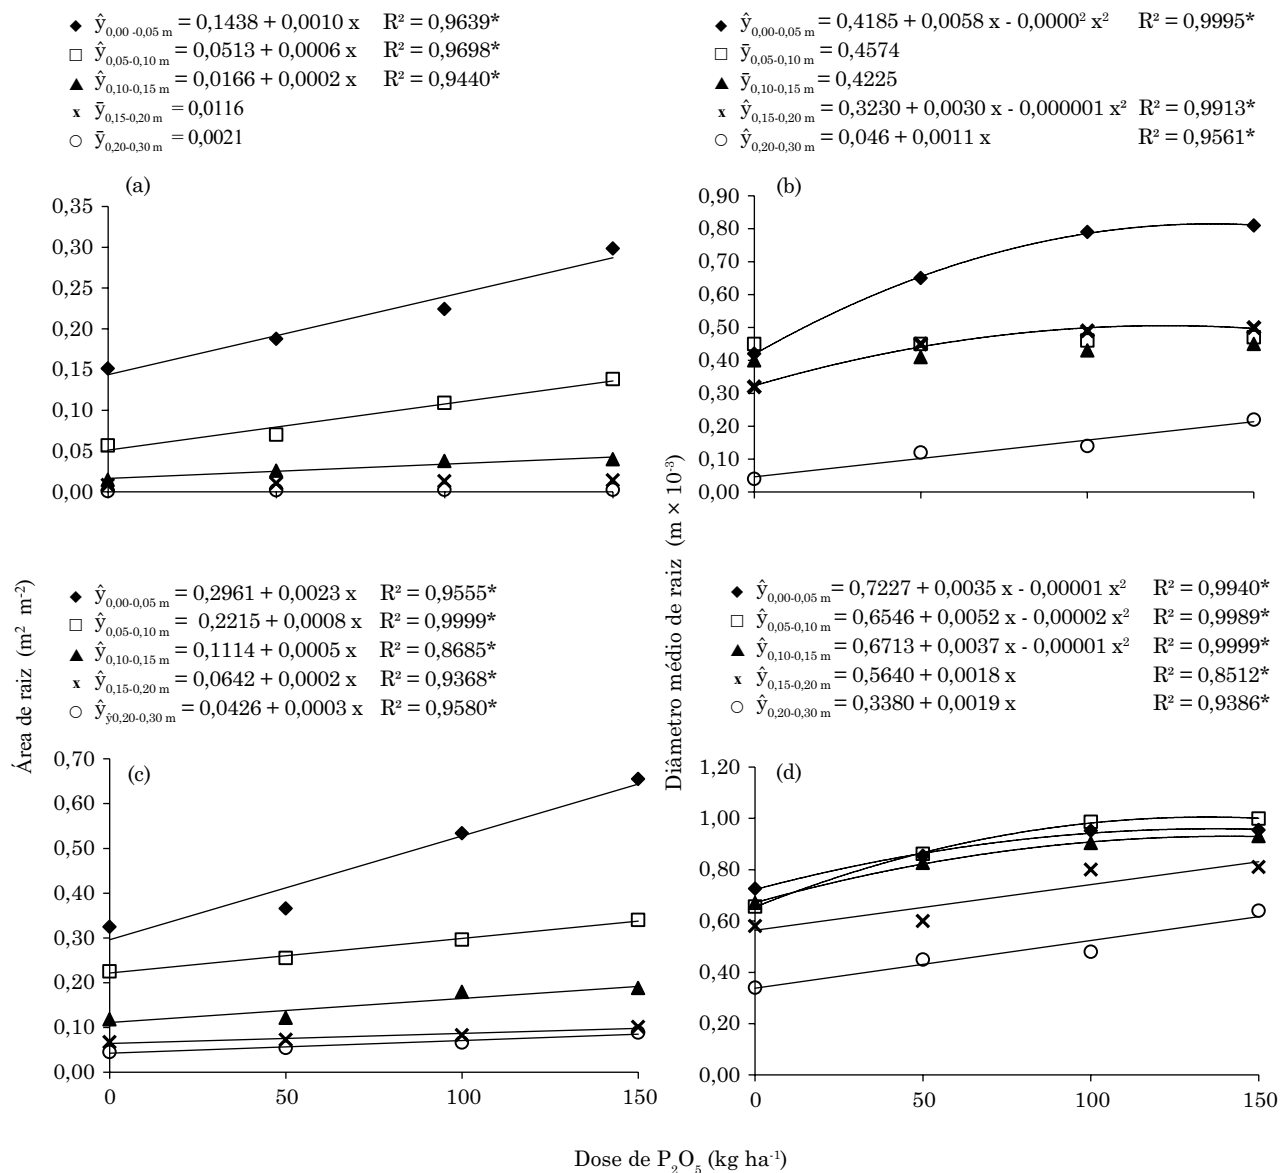 ŷ0,00 -0,05 m = 0,1438 + 0,0010 x R² = 0,9639*
ŷ0,05-0,10 m = 0,0513 + 0,0006 x R² = 0,9698*
ŷ0,10-0,15 m = 0,0166 + 0,0002 x R² = 0,9440*
x ȳ0,15-0,20 m = 0,0116
ȳ0,20-0,30 m = 0,0021
ŷ0,00-0,05 m = 0,4185 + 0,0058 x - 0,0000² x² R² = 0,9995*
ȳ0,05-0,10 m = 0,4574
ȳ0,10-0,15 m = 0,4225
x ŷ0,15-0,20 m = 0,3230 + 0,0030 x - 0,000001 x² R² = 0,9913*
ŷ0,20-0,30 m = 0,046 + 0,0011 x R² = 0,9561*
(a)
0,35
0,30
0,25
0,20
0,15
0,10
0,05
0,00
(b)
0,90
0,80
0,70
0,60
0,50
0,40
0,30
0,20
0,10
0,00
Área de raiz (m² m⁻²)
Diâmetro médio de raiz (m × 10⁻³)
ŷ0,00-0,05 m = 0,2961 + 0,0023 x R² = 0,9555*
ŷ0,05-0,10 m = 0,2215 + 0,0008 x R² = 0,9999*
ŷ0,10-0,15 m = 0,1114 + 0,0005 x R² = 0,8685*
x ŷ0,15-0,20 m = 0,0642 + 0,0002 x R² = 0,9368*
ŷŷ0,20-0,30 m = 0,0426 + 0,0003 x R² = 0,9580*
ŷ0,00-0,05 m = 0,7227 + 0,0035 x - 0,00001 x² R² = 0,9940*
ŷ0,05-0,10 m = 0,6546 + 0,0052 x - 0,00002 x² R² = 0,9989*
ŷ0,10-0,15 m = 0,6713 + 0,0037 x - 0,00001 x² R² = 0,9999*
x ŷ0,15-0,20 m = 0,5640 + 0,0018 x R² = 0,8512*
ŷ0,20-0,30 m = 0,3380 + 0,0019 x R² = 0,9386*
(c)
0,70
0,60
0,50
0,40
0,30
0,20
0,10
0,00
0 50 100 150
(d)
1,20
1,00
0,80
0,60
0,40
0,20
0,00
0 50 100 150
Dose de P₂O₅ (kg ha⁻¹)